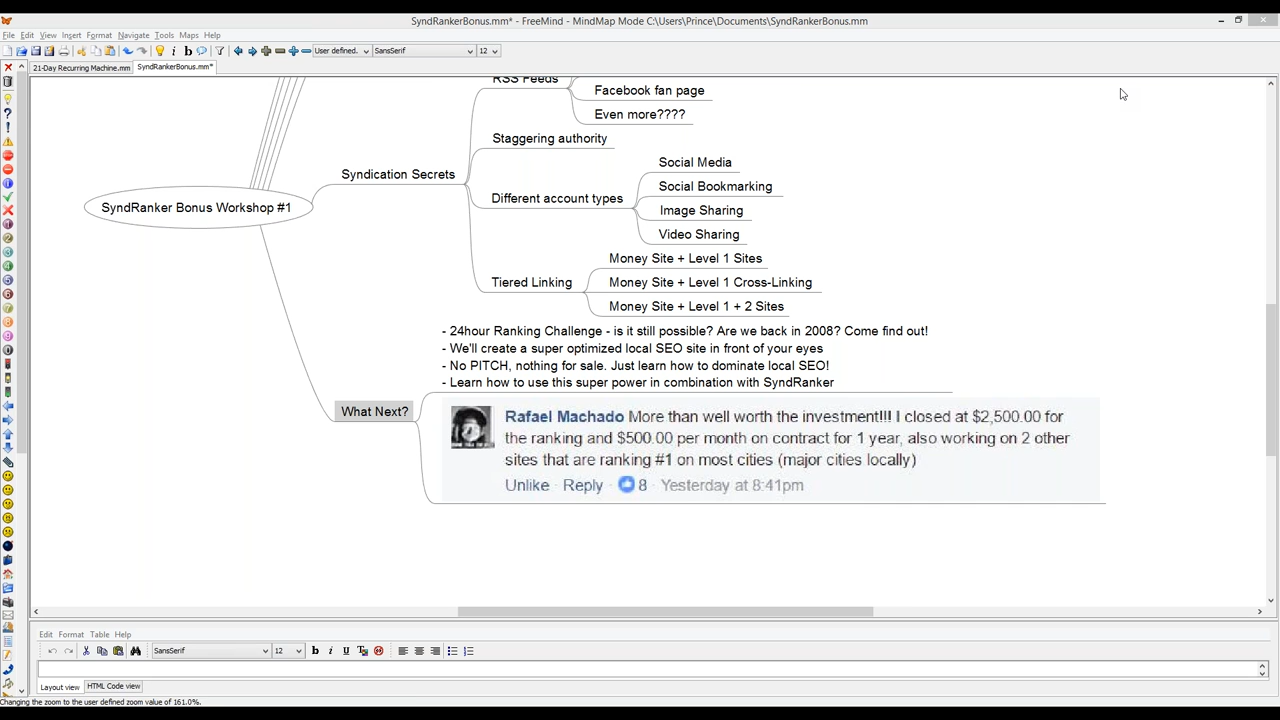 SyndRankerBonus.mm* - FreeMind - MindMap Mode C:\Users\Prince\Documents\SyndRankerBonus.mm
File Edit View Insert Format Navigate Tools Maps Help
User defined. SansSerif 12
21-Day Recurring Machine.mm SyndRankerBonus.mm*
RSS Feeds
Facebook fan page
Even more????
Staggering authority
Syndication Secrets
Social Media
Social Bookmarking
Different account types
Image Sharing
Video Sharing
SyndRanker Bonus Workshop #1
Money Site + Level 1 Sites
Tiered Linking
Money Site + Level 1 Cross-Linking
Money Site + Level 1 + 2 Sites
- 24hour Ranking Challenge - is it still possible? Are we back in 2008? Come find out!
- We'll create a super optimized local SEO site in front of your eyes
- No PITCH, nothing for sale. Just learn how to dominate local SEO!
- Learn how to use this super power in combination with SyndRanker
What Next?
Rafael Machado More than well worth the investment!!! I closed at $2,500.00 for
the ranking and $500.00 per month on contract for 1 year, also working on 2 other
sites that are ranking #1 on most cities (major cities locally)
Unlike · Reply · 8 · Yesterday at 8:41pm
Edit Format Table Help
SansSerif 12
Layout view HTML Code view
Changing the zoom to the user defined zoom value of 161.0%.